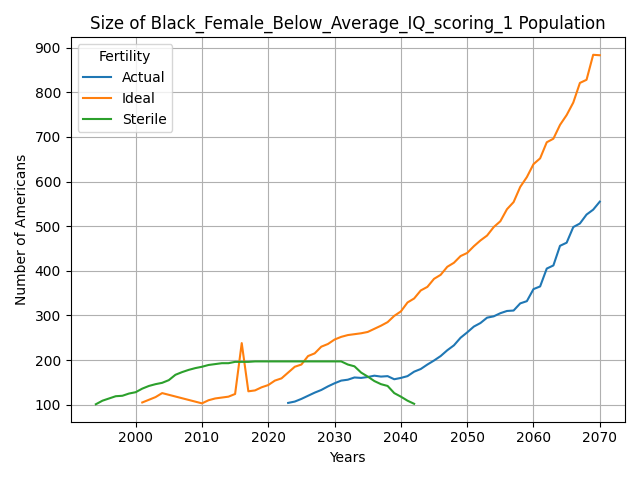 Size of Black_Female_Below_Average_IQ_scoring_1 Population
Fertility
Actual
Ideal
Sterile
Number of Americans
900
800
700
600
500
400
300
200
100
2000 2010 2020 2030 2040 2050 2060 2070
Years